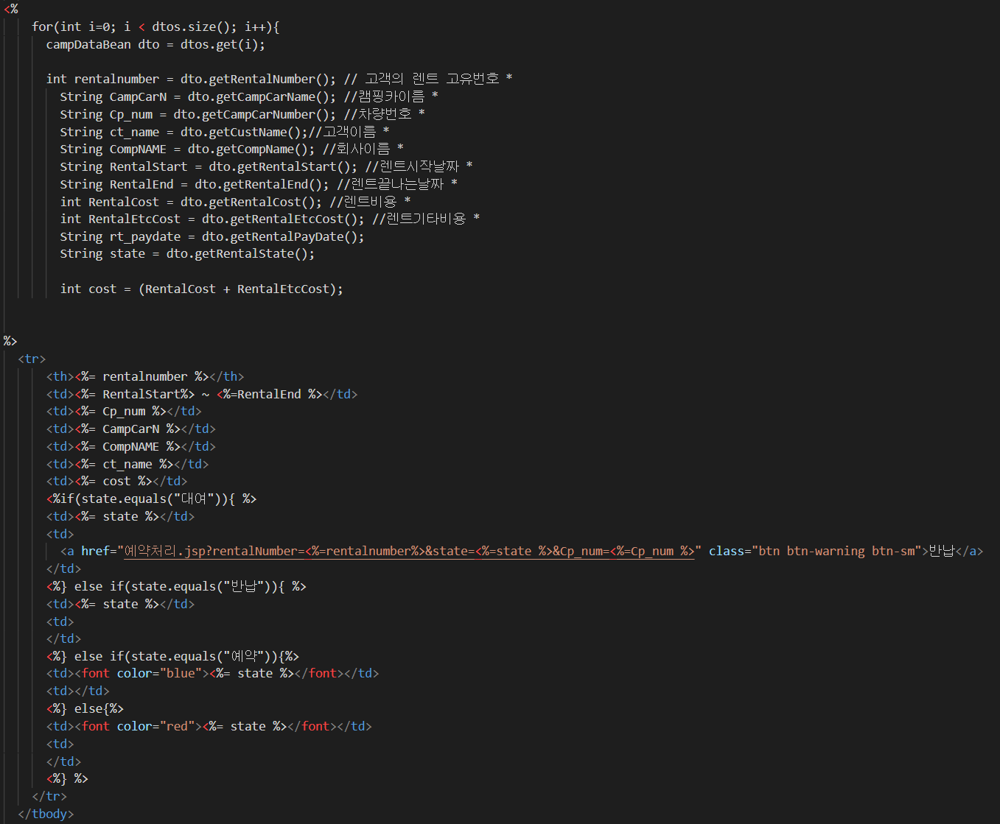 <%
for(int i=0; i < dtos.size(); i++){
campDataBean dto = dtos.get(i);
int rentalnumber = dto.getRentalNumber(); // 고객의 렌트 고유번호 *
String CampCarN = dto.getCampCarName(); //캠핑카이름 *
String Cp_num = dto.getCampCarNumber(); //차량번호 *
String ct_name = dto.getCustName();//고객이름 *
String CompNAME = dto.getCompName(); //회사이름 *
String RentalStart = dto.getRentalStart(); //렌트시작날짜 *
String RentalEnd = dto.getRentalEnd(); //렌트끝나는날짜 *
int RentalCost = dto.getRentalCost(); //렌트비용 *
int RentalEtcCost = dto.getRentalEtcCost(); //렌트기타비용 *
String rt_paydate = dto.getRentalPayDate();
String state = dto.getRentalState();
int cost = (RentalCost + RentalEtcCost);
%>
<tr>
<th><%= rentalnumber %></th>
<td><%= RentalStart%> ~ <%=RentalEnd %></td>
<td><%= Cp_num %></td>
<td><%= CampCarN %></td>
<td><%= CompNAME %></td>
<td><%= ct_name %></td>
<td><%= cost %></td>
<%if(state.equals("대여")){ %>
<td><%= state %></td>
<td>
<a href="예약처리.jsp?rentalNumber=<%=rentalnumber%>&state=<%=state %>&Cp_num=<%=Cp_num %>" class="btn btn-warning btn-sm">반납</a>
</td>
<%} else if(state.equals("반납")){ %>
<td><%= state %></td>
<td>
</td>
<%} else if(state.equals("예약")){%>
<td><font color="blue"><%= state %></font></td>
<td></td>
<%} else{%>
<td><font color="red"><%= state %></font></td>
<td>
</td>
<%} %>
</tr>
</tbody>